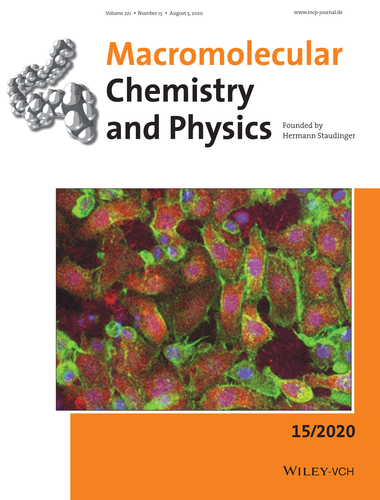 Volume 221 • Number 15 • August 5, 2020
www.mcp-journal.de
Macromolecular
Chemistry
and Physics
Founded by
Hermann Staudinger
15/2020
WILEY-VCH